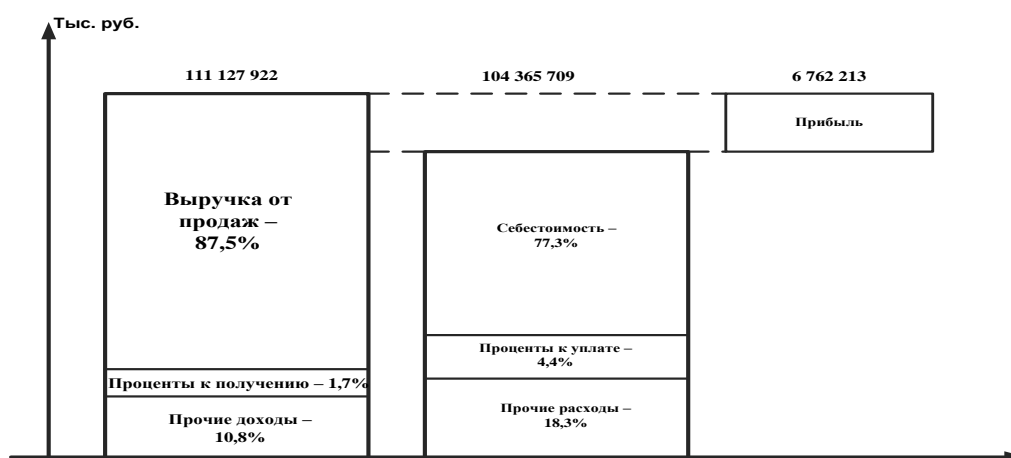 Тыс. руб.
111 127 922
104 365 709
6 762 213
Прибыль
Выручка от
продаж –
87,5%
Себестоимость –
77,3%
Проценты к уплате –
4,4%
Проценты к получению – 1,7%
Прочие доходы –
10,8%
Прочие расходы –
18,3%